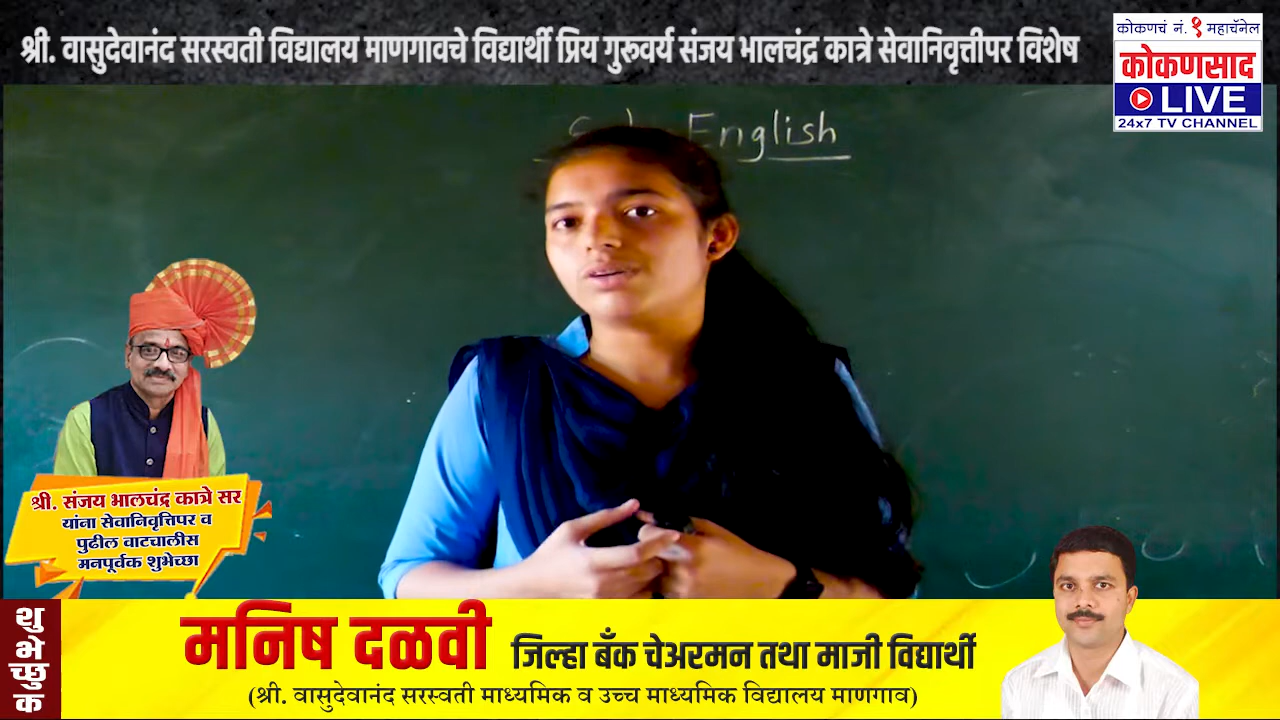 श्री. वासुदेवानंद सरस्वती विद्यालय माणगावचे विद्यार्थी प्रिय गुरूवर्य संजय भालचंद्र कात्रे सेवानिवृत्तीपर विशेष
कोकणचं नं. १ महाचॅनेल
कोकणसाद
LIVE
24x7 TV CHANNEL
English
श्री. संजय भालचंद्र कात्रे सर
यांना सेवानिवृत्तिपर व
पुढील वाटचालीस
मनपूर्वक शुभेच्छा
शुभेच्छुक
मनिष दळवी जिल्हा बँक चेअरमन तथा माजी विद्यार्थी
(श्री. वासुदेवानंद सरस्वती माध्यमिक व उच्च माध्यमिक विद्यालय माणगाव)